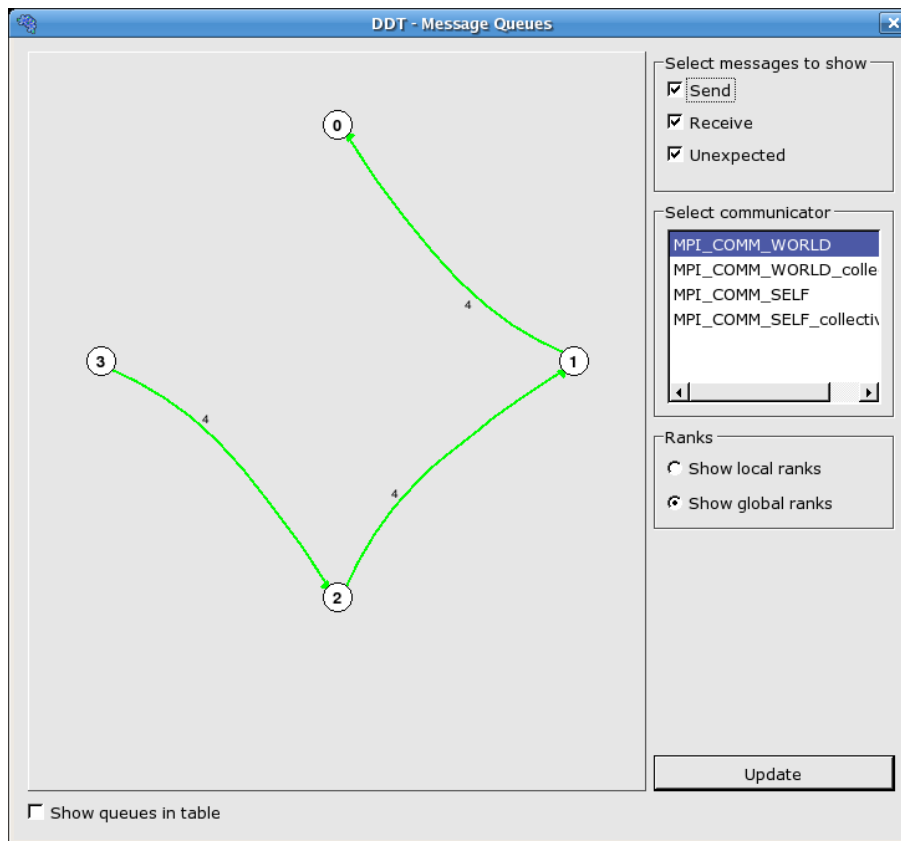 DDT - Message Queues
0
4
3
1
4
4
2
Select messages to show
Send
Receive
Unexpected
Select communicator
MPI_COMM_WORLD
MPI_COMM_WORLD_colle
MPI_COMM_SELF
MPI_COMM_SELF_collectiv
Ranks
Show local ranks
Show global ranks
Update
Show queues in table